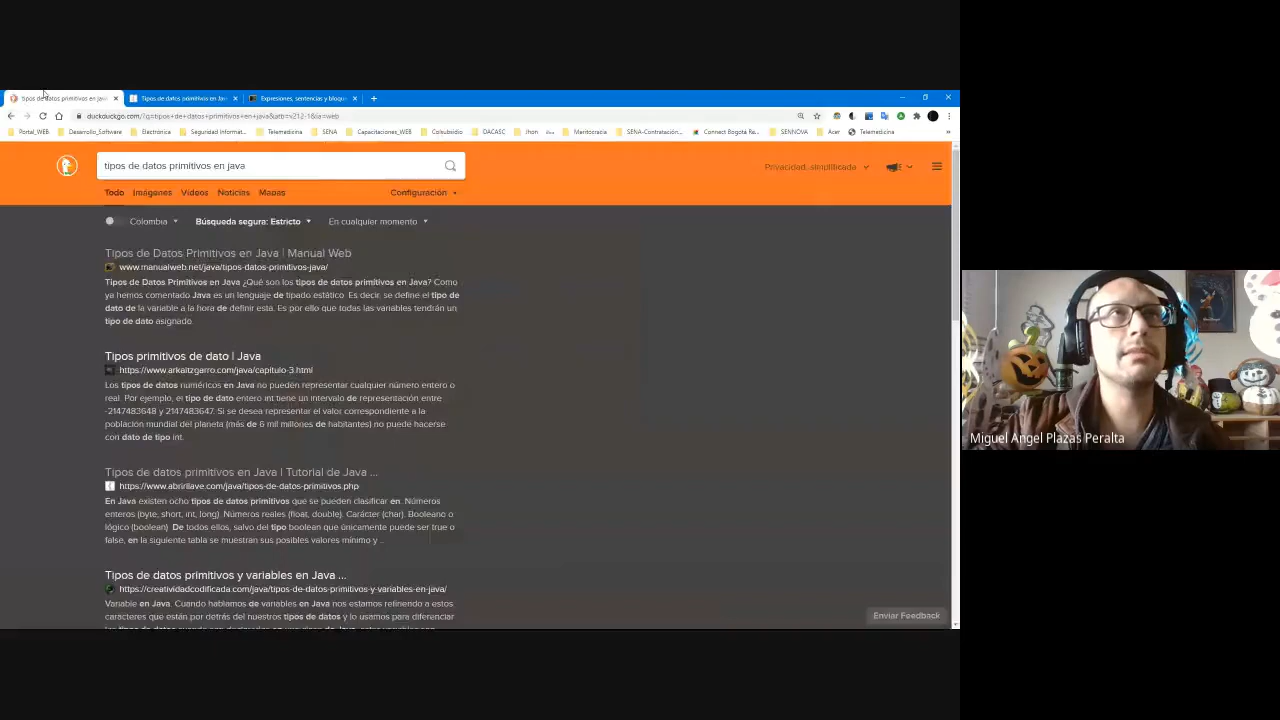 tipos de datos primitivos en jav
Tipos de datos primitivos en Jav
Expresiones, sentencias y bloqu
duckduckgo.com/?q=tipos+de+datos+primitivos+en+java&atb=v212-1&ia=web
Portal_WEB
Desarrollo_Software
Electrónica
Seguridad Informat...
Telemedicina
SENA
Capacitaciones_WEB
Colsubsidio
OACASC
Jhon
Meritocracia
SENA-Contratación...
Connect Bogotá Re...
SENNOVA
Acer
Telemedicina
tipos de datos primitivos en java
Privacidad, simplificada
Todo Imágenes Vídeos Noticias Mapas Configuración
Colombia Búsqueda segura: Estricto En cualquier momento
Tipos de Datos Primitivos en Java | Manual Web
www.manualweb.net/java/tipos-datos-primitivos-java/
Tipos de Datos Primitivos en Java ¿Qué son los tipos de datos primitivos en Java? Como
ya hemos comentado Java es un lenguaje de tipado estático. Es decir, se define el tipo de
dato de la variable a la hora de definir esta. Es por ello que todas las variables tendrán un
tipo de dato asignado.
Tipos primitivos de dato | Java
https://www.arkaitzgarro.com/java/capitulo-3.html
Los tipos de datos numéricos en Java no pueden representar cualquier número entero o
real. Por ejemplo, el tipo de dato entero int tiene un intervalo de representación entre
-2147483648 y 2147483647. Si se desea representar el valor correspondiente a la
población mundial del planeta (más de 6 mil millones de habitantes) no puede hacerse
con dato de tipo int.
Tipos de datos primitivos en Java | Tutorial de Java ...
https://www.abrirllave.com/java/tipos-de-datos-primitivos.php
En Java existen ocho tipos de datos primitivos que se pueden clasificar en: Números
enteros (byte, short, int, long). Números reales (float, double). Carácter (char). Booleano o
lógico (boolean). De todos ellos, salvo del tipo boolean que únicamente puede ser true o
false, en la siguiente tabla se muestran sus posibles valores mínimo y ...
Tipos de datos primitivos y variables en Java ...
https://creatividadcodificada.com/java/tipos-de-datos-primitivos-y-variables-en-java/
Variable en Java. Cuando hablamos de variables en Java nos estamos refiriendo a estos
caracteres que están por detrás del nuestros tipos de datos y lo usamos para diferenciar
Enviar Feedback
Miguel Angel Plazas Peralta